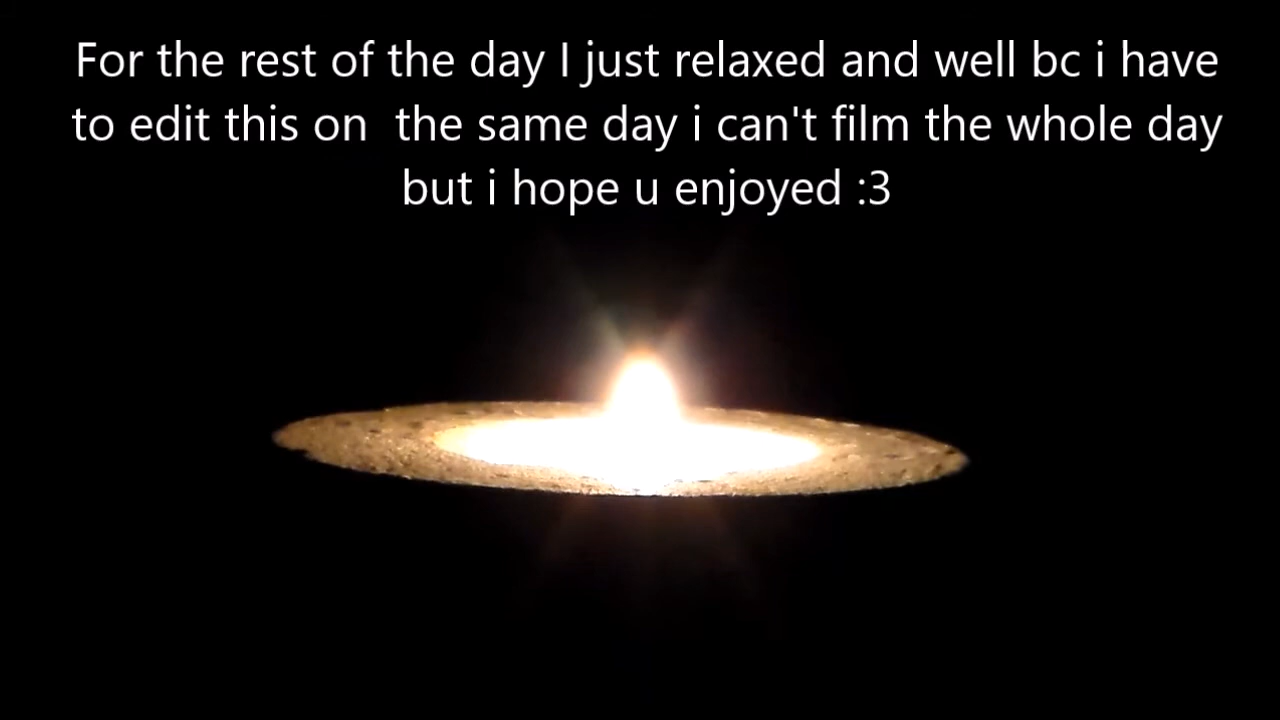 For the rest of the day I just relaxed and well bc i have
to edit this on  the same day i can't film the whole day
but i hope u enjoyed :3